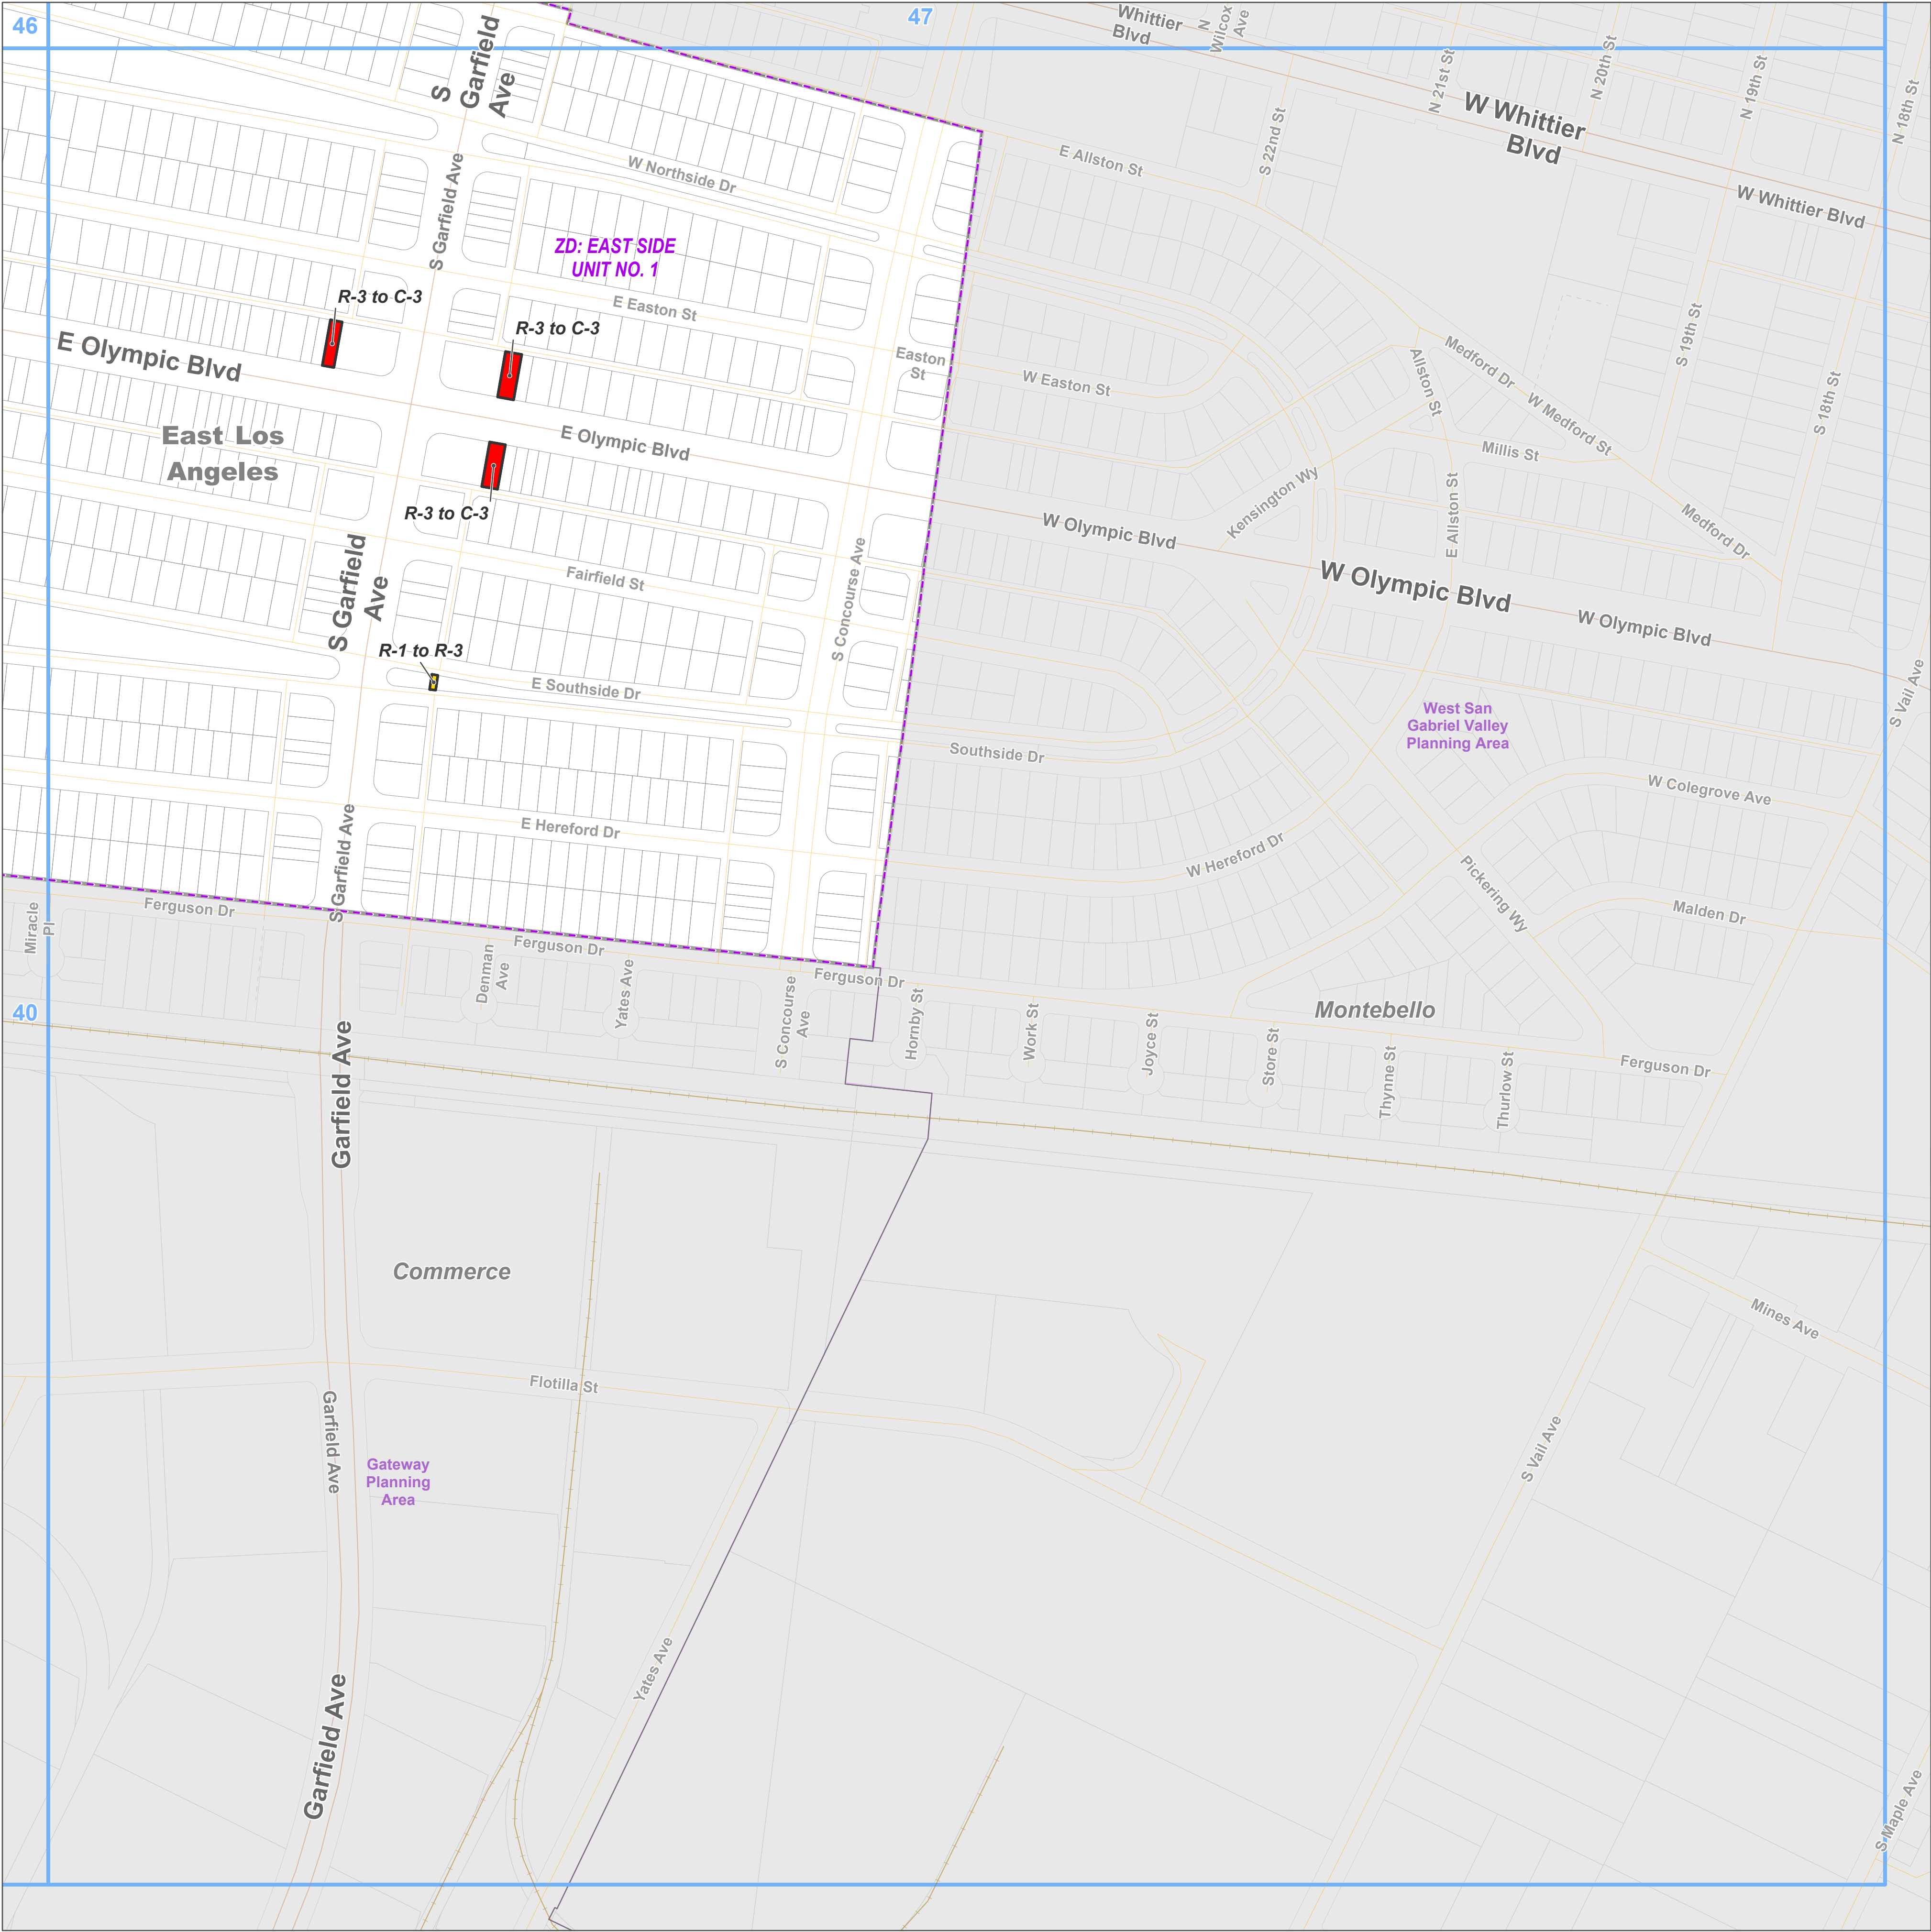 46
47
Whittier
Blvd
N
Wilcox
Ave
N 21st St
N 20th St
N 19th St
N 18th St
S
Garfield
Ave
W Whittier
Blvd
S 22nd St
W Northside Dr
E Allston St
W Whittier Blvd
S Garfield Ave
ZD: EAST SIDE
UNIT NO. 1
R-3 to C-3
E Easton St
R-3 to C-3
E Olympic Blvd
Easton
St
W Easton St
Allston St
Medford Dr
S 19th St
W Medford St
S 18th St
East Los
Angeles
E Olympic Blvd
Millis St
R-3 to C-3
Kensington Wy
E Allston St
W Olympic Blvd
Medford Dr
S Garfield
Ave
Fairfield St
S Concourse Ave
W Olympic Blvd
W Olympic Blvd
R-1 to R-3
E Southside Dr
S Vail Ave
West San
Gabriel Valley
Planning Area
Southside Dr
W Colegrove Ave
S Garfield Ave
E Hereford Dr
W Hereford Dr
Pickering Wy
Malden Dr
Ferguson Dr
Miracle
Pl
Ferguson Dr
Denman
Ave
Yates Ave
Ferguson Dr
S Concourse
Ave
Hornby St
Work St
Joyce St
Store St
Thynne St
Thurlow St
Montebello
Ferguson Dr
40
Garfield Ave
Commerce
Mines Ave
Flotilla St
Garfield Ave
S Vail Ave
Gateway
Planning
Area
Yates Ave
Garfield Ave
S Maple Ave